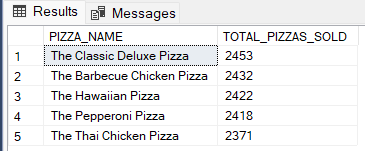 Results Messages
PIZZA_NAME TOTAL_PIZZAS_SOLD
1 The Classic Deluxe Pizza 2453
2 The Barbecue Chicken Pizza 2432
3 The Hawaiian Pizza 2422
4 The Pepperoni Pizza 2418
5 The Thai Chicken Pizza 2371